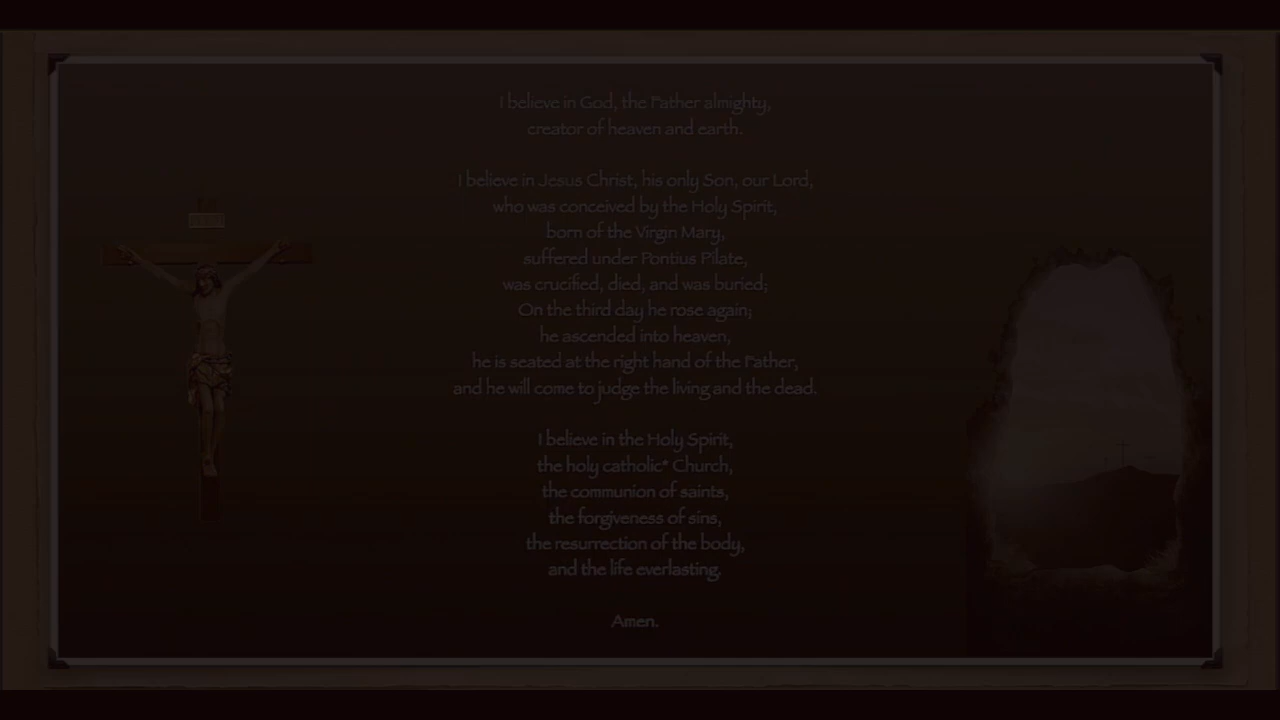 I believe in God, the Father almighty,
creator of heaven and earth.
I believe in Jesus Christ, his only Son, our Lord,
who was conceived by the Holy Spirit,
born of the Virgin Mary,
suffered under Pontius Pilate,
was crucified, died, and was buried;
On the third day he rose again;
he ascended into heaven,
he is seated at the right hand of the Father,
and he will come to judge the living and the dead.
I believe in the Holy Spirit,
the holy catholic* Church,
the communion of saints,
the forgiveness of sins,
the resurrection of the body,
and the life everlasting.
Amen.